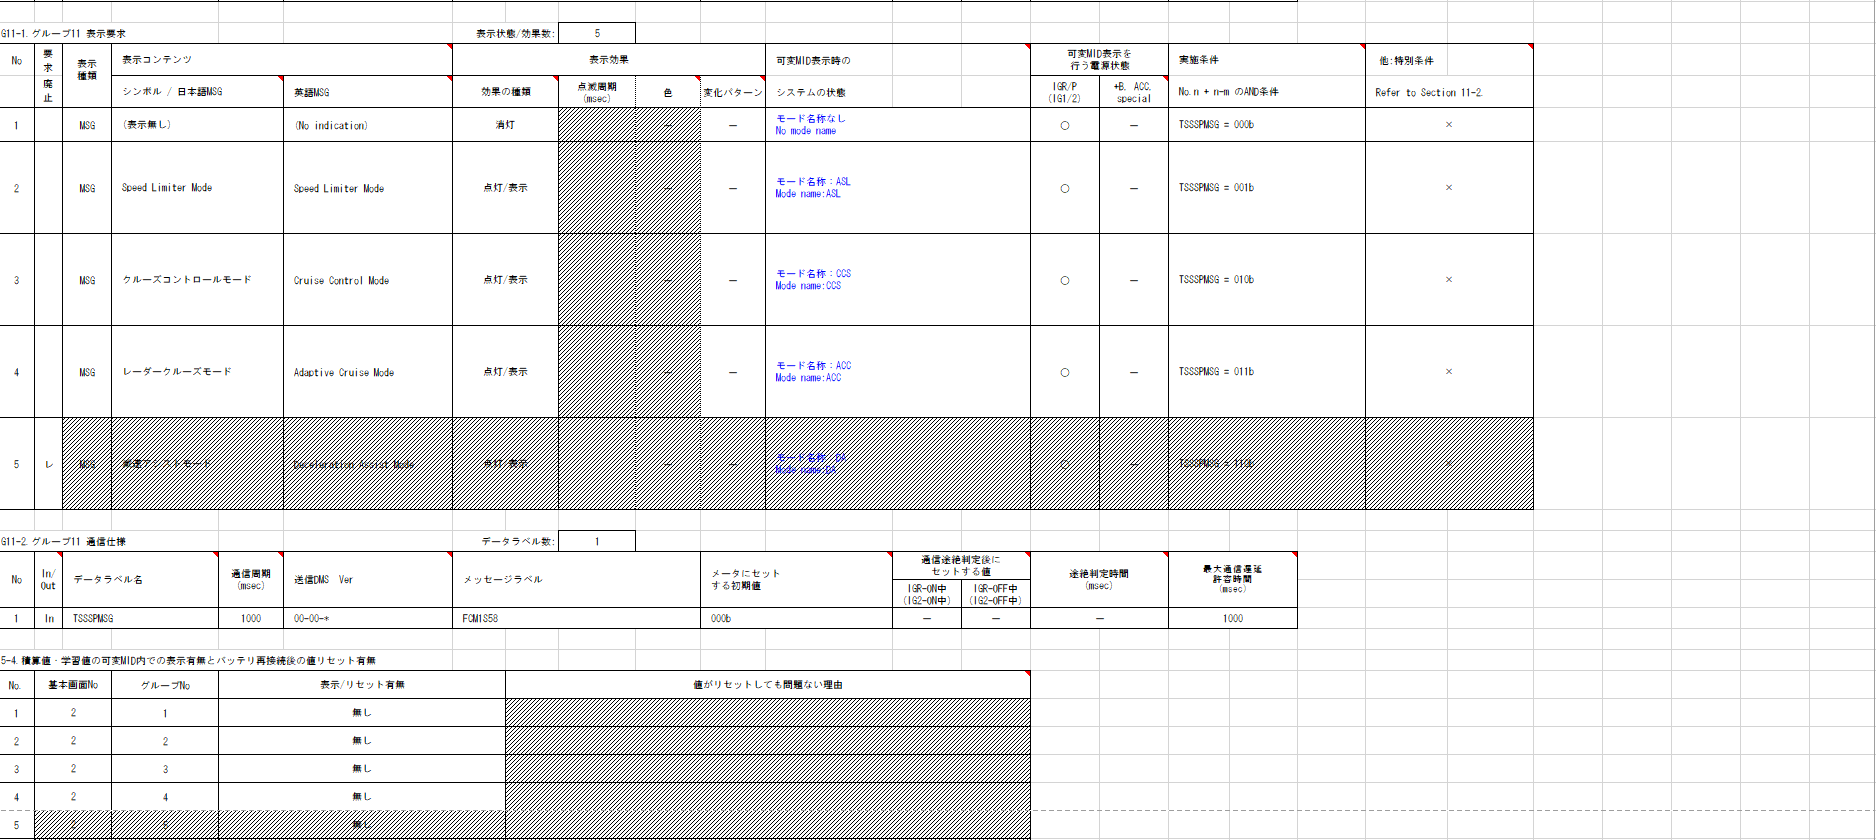 G11-1.グループ11 表示要求
表示状態/効果数:
5
No
要求廃止
表示種類
表示コンテンツ
表示効果
可変MID表示時の
可変MID表示を
行う電源状態
実施条件
他:特別条件
シンボル / 日本語MSG
英語MSG
効果の種類
点滅周期
(msec)
色
変化パターン
システムの状態
IGR/P
(IG1/2)
+B, ACC,
special
No.n + n-m のAND条件
Refer to Section 11-2.
1 MSG (表示無し) (No indication) 消灯 － －
モード名称なし
No mode name
○ － TSSSPMSG = 000b ×
2 MSG Speed Limiter Mode Speed Limiter Mode 点灯/表示 － －
モード名称：ASL
Mode name:ASL
○ － TSSSPMSG = 001b ×
3 MSG クルーズコントロールモード Cruise Control Mode 点灯/表示 － －
モード名称：CCS
Mode name:CCS
○ － TSSSPMSG = 010b ×
4 MSG レーダークルーズモード Adaptive Cruise Mode 点灯/表示 － －
モード名称：ACC
Mode name:ACC
○ － TSSSPMSG = 011b ×
5 レ MSG 減速アシストモード Deceleration Assist Mode 点灯/表示 － －
モード名称：DA
Mode name:DA
○ － TSSSPMSG = 110b ×
G11-2.グループ11 通信仕様
データラベル数:
1
No
In/
Out
データラベル名
通信周期
(msec)
送信DMS Ver
メッセージラベル
メータにセット
する初期値
通信途絶判定後に
セットする値
IGR-ON中
(IG2-ON中)
IGR-OFF中
(IG2-OFF中)
途絶判定時間
(msec)
最大通信遅延
許容時間
(msec)
1 In TSSSPMSG 1000 00-00-* FCM1S58 000b － － － 1000
5-4.積算値・学習値の可変MID内での表示有無とバッテリ再接続後の値リセット有無
No. 基本画面No グループNo 表示/リセット有無 値がリセットしても問題ない理由
1 2 1 無し
2 2 2 無し
3 2 3 無し
4 2 4 無し
5 2 5 無し